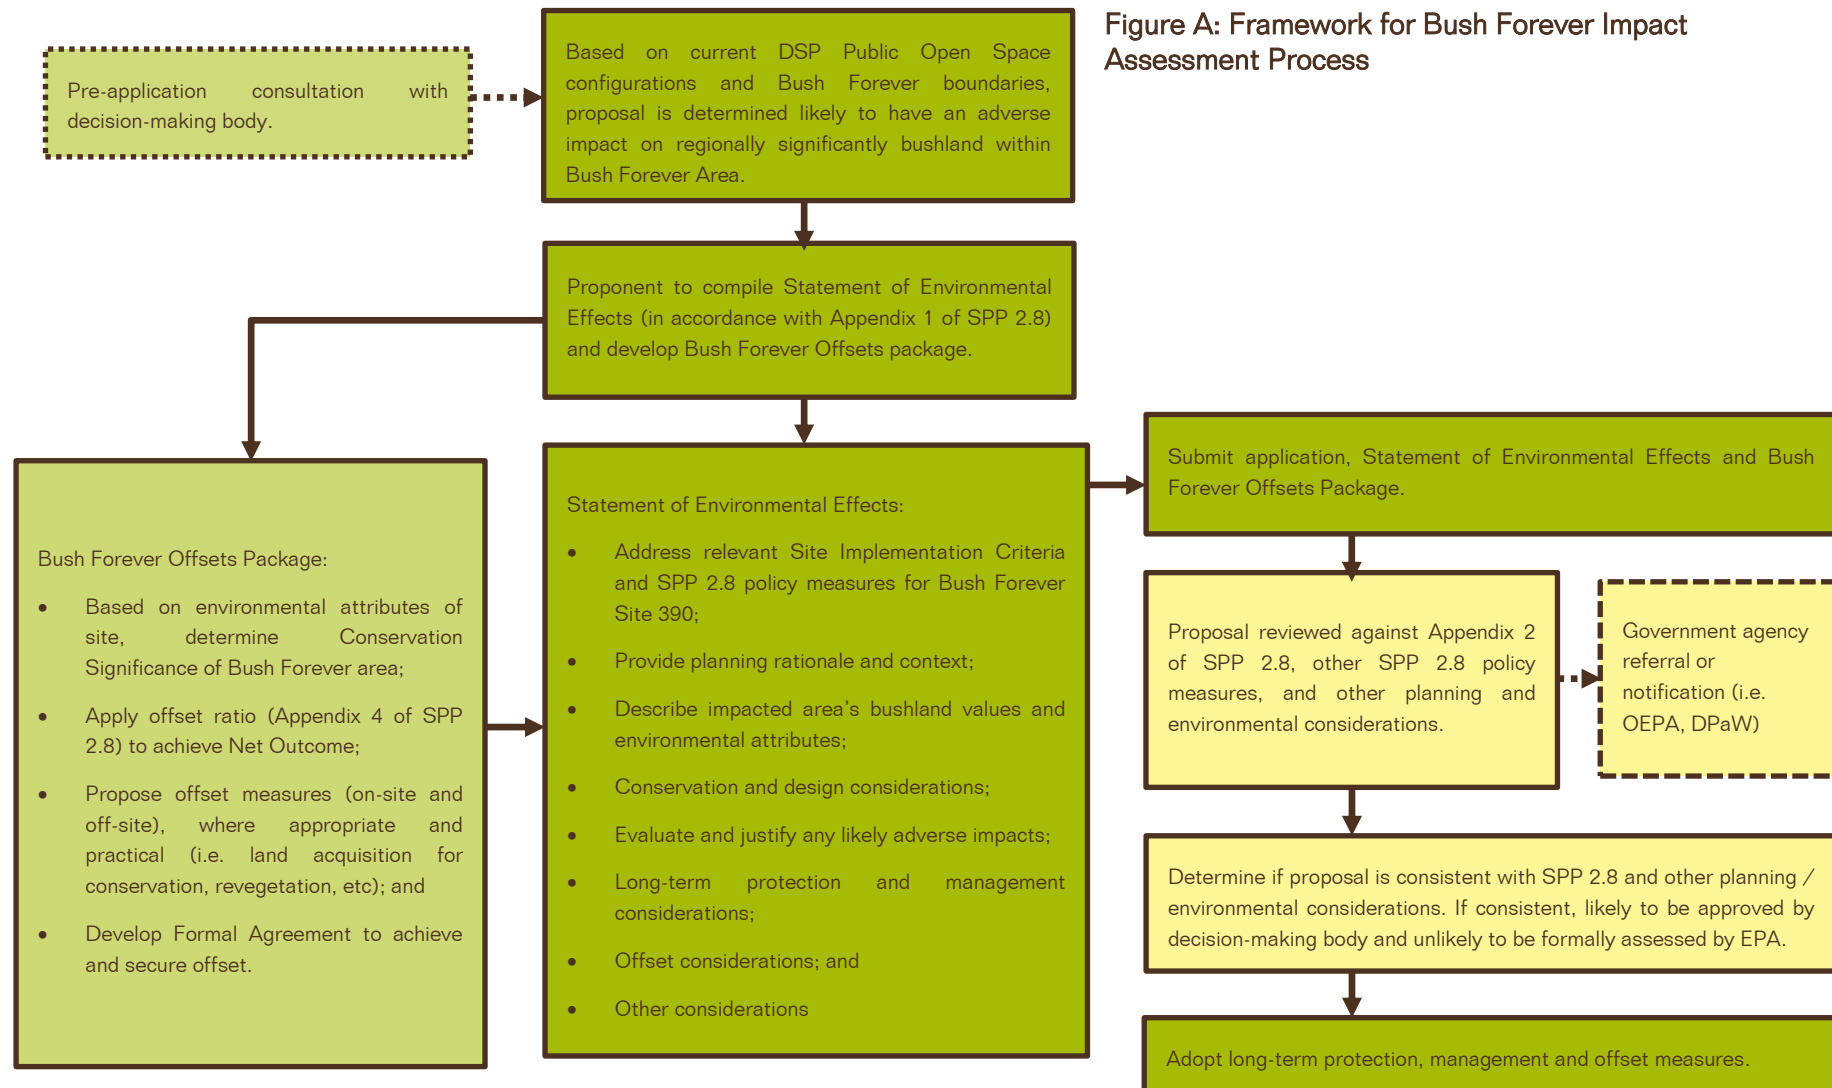 Figure A: Framework for Bush Forever Impact
Assessment Process
Pre-application consultation with
decision-making body.
Based on current DSP Public Open Space
configurations and Bush Forever boundaries,
proposal is determined likely to have an adverse
impact on regionally significantly bushland within
Bush Forever Area.
Proponent to compile Statement of Environmental
Effects (in accordance with Appendix 1 of SPP 2.8)
and develop Bush Forever Offsets package.
Bush Forever Offsets Package:
• Based on environmental attributes of
site, determine Conservation
Significance of Bush Forever area;
• Apply offset ratio (Appendix 4 of SPP
2.8) to achieve Net Outcome;
• Propose offset measures (on-site and
off-site), where appropriate and
practical (i.e. land acquisition for
conservation, revegetation, etc); and
• Develop Formal Agreement to achieve
and secure offset.
Statement of Environmental Effects:
• Address relevant Site Implementation Criteria
and SPP 2.8 policy measures for Bush Forever
Site 390;
• Provide planning rationale and context;
• Describe impacted area's bushland values and
environmental attributes;
• Conservation and design considerations;
• Evaluate and justify any likely adverse impacts;
• Long-term protection and management
considerations;
• Offset considerations; and
• Other considerations
Submit application, Statement of Environmental Effects and Bush
Forever Offsets Package.
Proposal reviewed against Appendix 2
of SPP 2.8, other SPP 2.8 policy
measures, and other planning and
environmental considerations.
Government agency
referral or
notification (i.e.
OEPA, DPaW)
Determine if proposal is consistent with SPP 2.8 and other planning /
environmental considerations. If consistent, likely to be approved by
decision-making body and unlikely to be formally assessed by EPA.
Adopt long-term protection, management and offset measures.